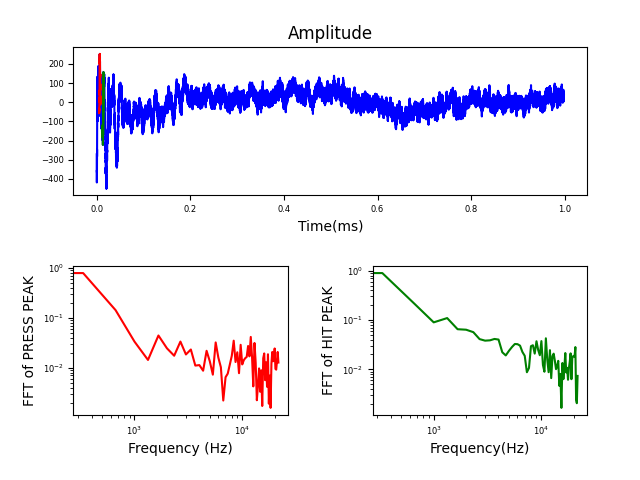 Amplitude
200
100
0
−100
−200
−300
−400
0.0 0.2 0.4 0.6 0.8 1.0
Time(ms)
FFT of PRESS PEAK
10⁰
10⁻¹
10⁻²
10³ 10⁴
Frequency (Hz)
FFT of HIT PEAK
10⁰
10⁻¹
10⁻²
10³ 10⁴
Frequency(Hz)